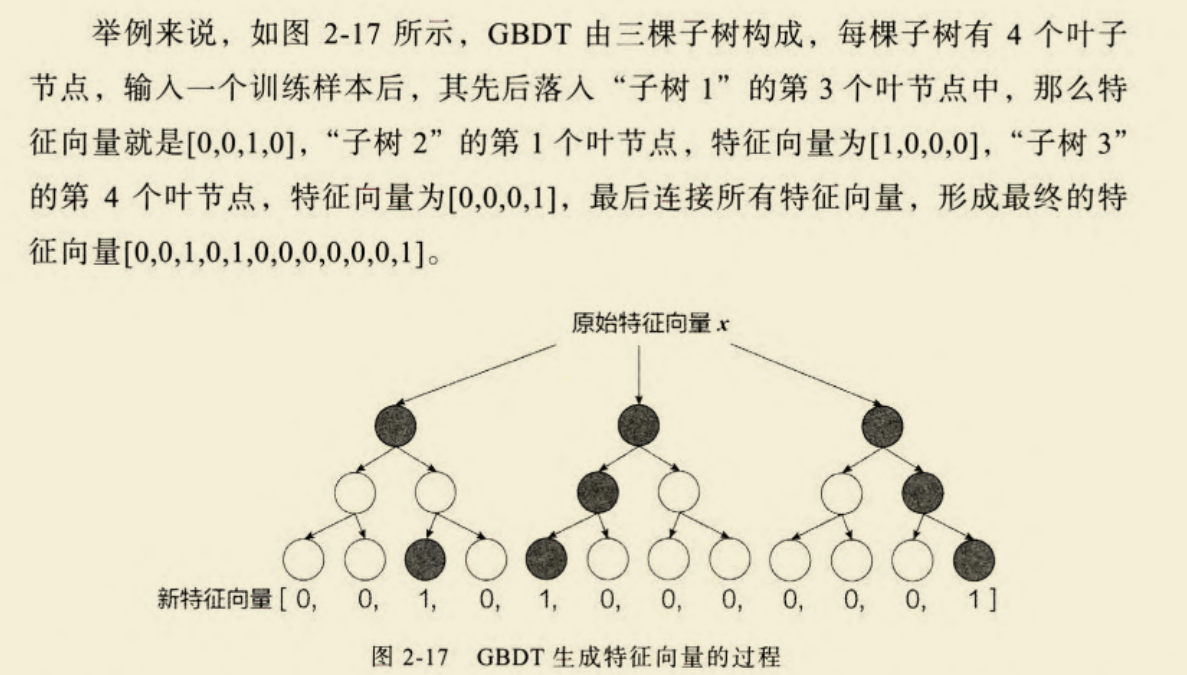 举例来说，如图 2-17 所示，GBDT 由三棵子树构成，每棵子树有 4 个叶子
节点，输入一个训练样本后，其先后落入“子树 1”的第 3 个叶节点中，那么特
征向量就是[0,0,1,0]，“子树 2”的第 1 个叶节点，特征向量为[1,0,0,0]，“子树 3”
的第 4 个叶节点，特征向量为[0,0,0,1]，最后连接所有特征向量，形成最终的特
征向量[0,0,1,0,1,0,0,0,0,0,0,1]。
原始特征向量 x
新特征向量 [ 0, 0, 1, 0, 1, 0, 0, 0, 0, 0, 0, 1 ]
图 2-17 GBDT 生成特征向量的过程